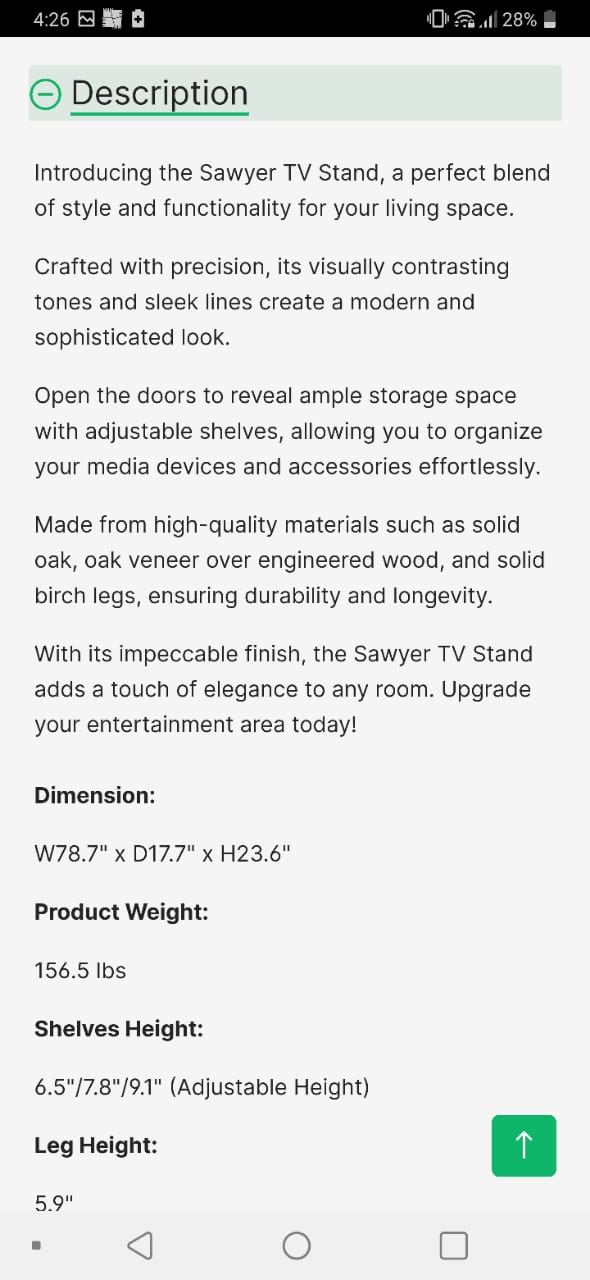 4:26
28%
Description
Introducing the Sawyer TV Stand, a perfect blend
of style and functionality for your living space.
Crafted with precision, its visually contrasting
tones and sleek lines create a modern and
sophisticated look.
Open the doors to reveal ample storage space
with adjustable shelves, allowing you to organize
your media devices and accessories effortlessly.
Made from high-quality materials such as solid
oak, oak veneer over engineered wood, and solid
birch legs, ensuring durability and longevity.
With its impeccable finish, the Sawyer TV Stand
adds a touch of elegance to any room. Upgrade
your entertainment area today!
Dimension:
W78.7" x D17.7" x H23.6"
Product Weight:
156.5 lbs
Shelves Height:
6.5"/7.8"/9.1" (Adjustable Height)
Leg Height:
5.9"